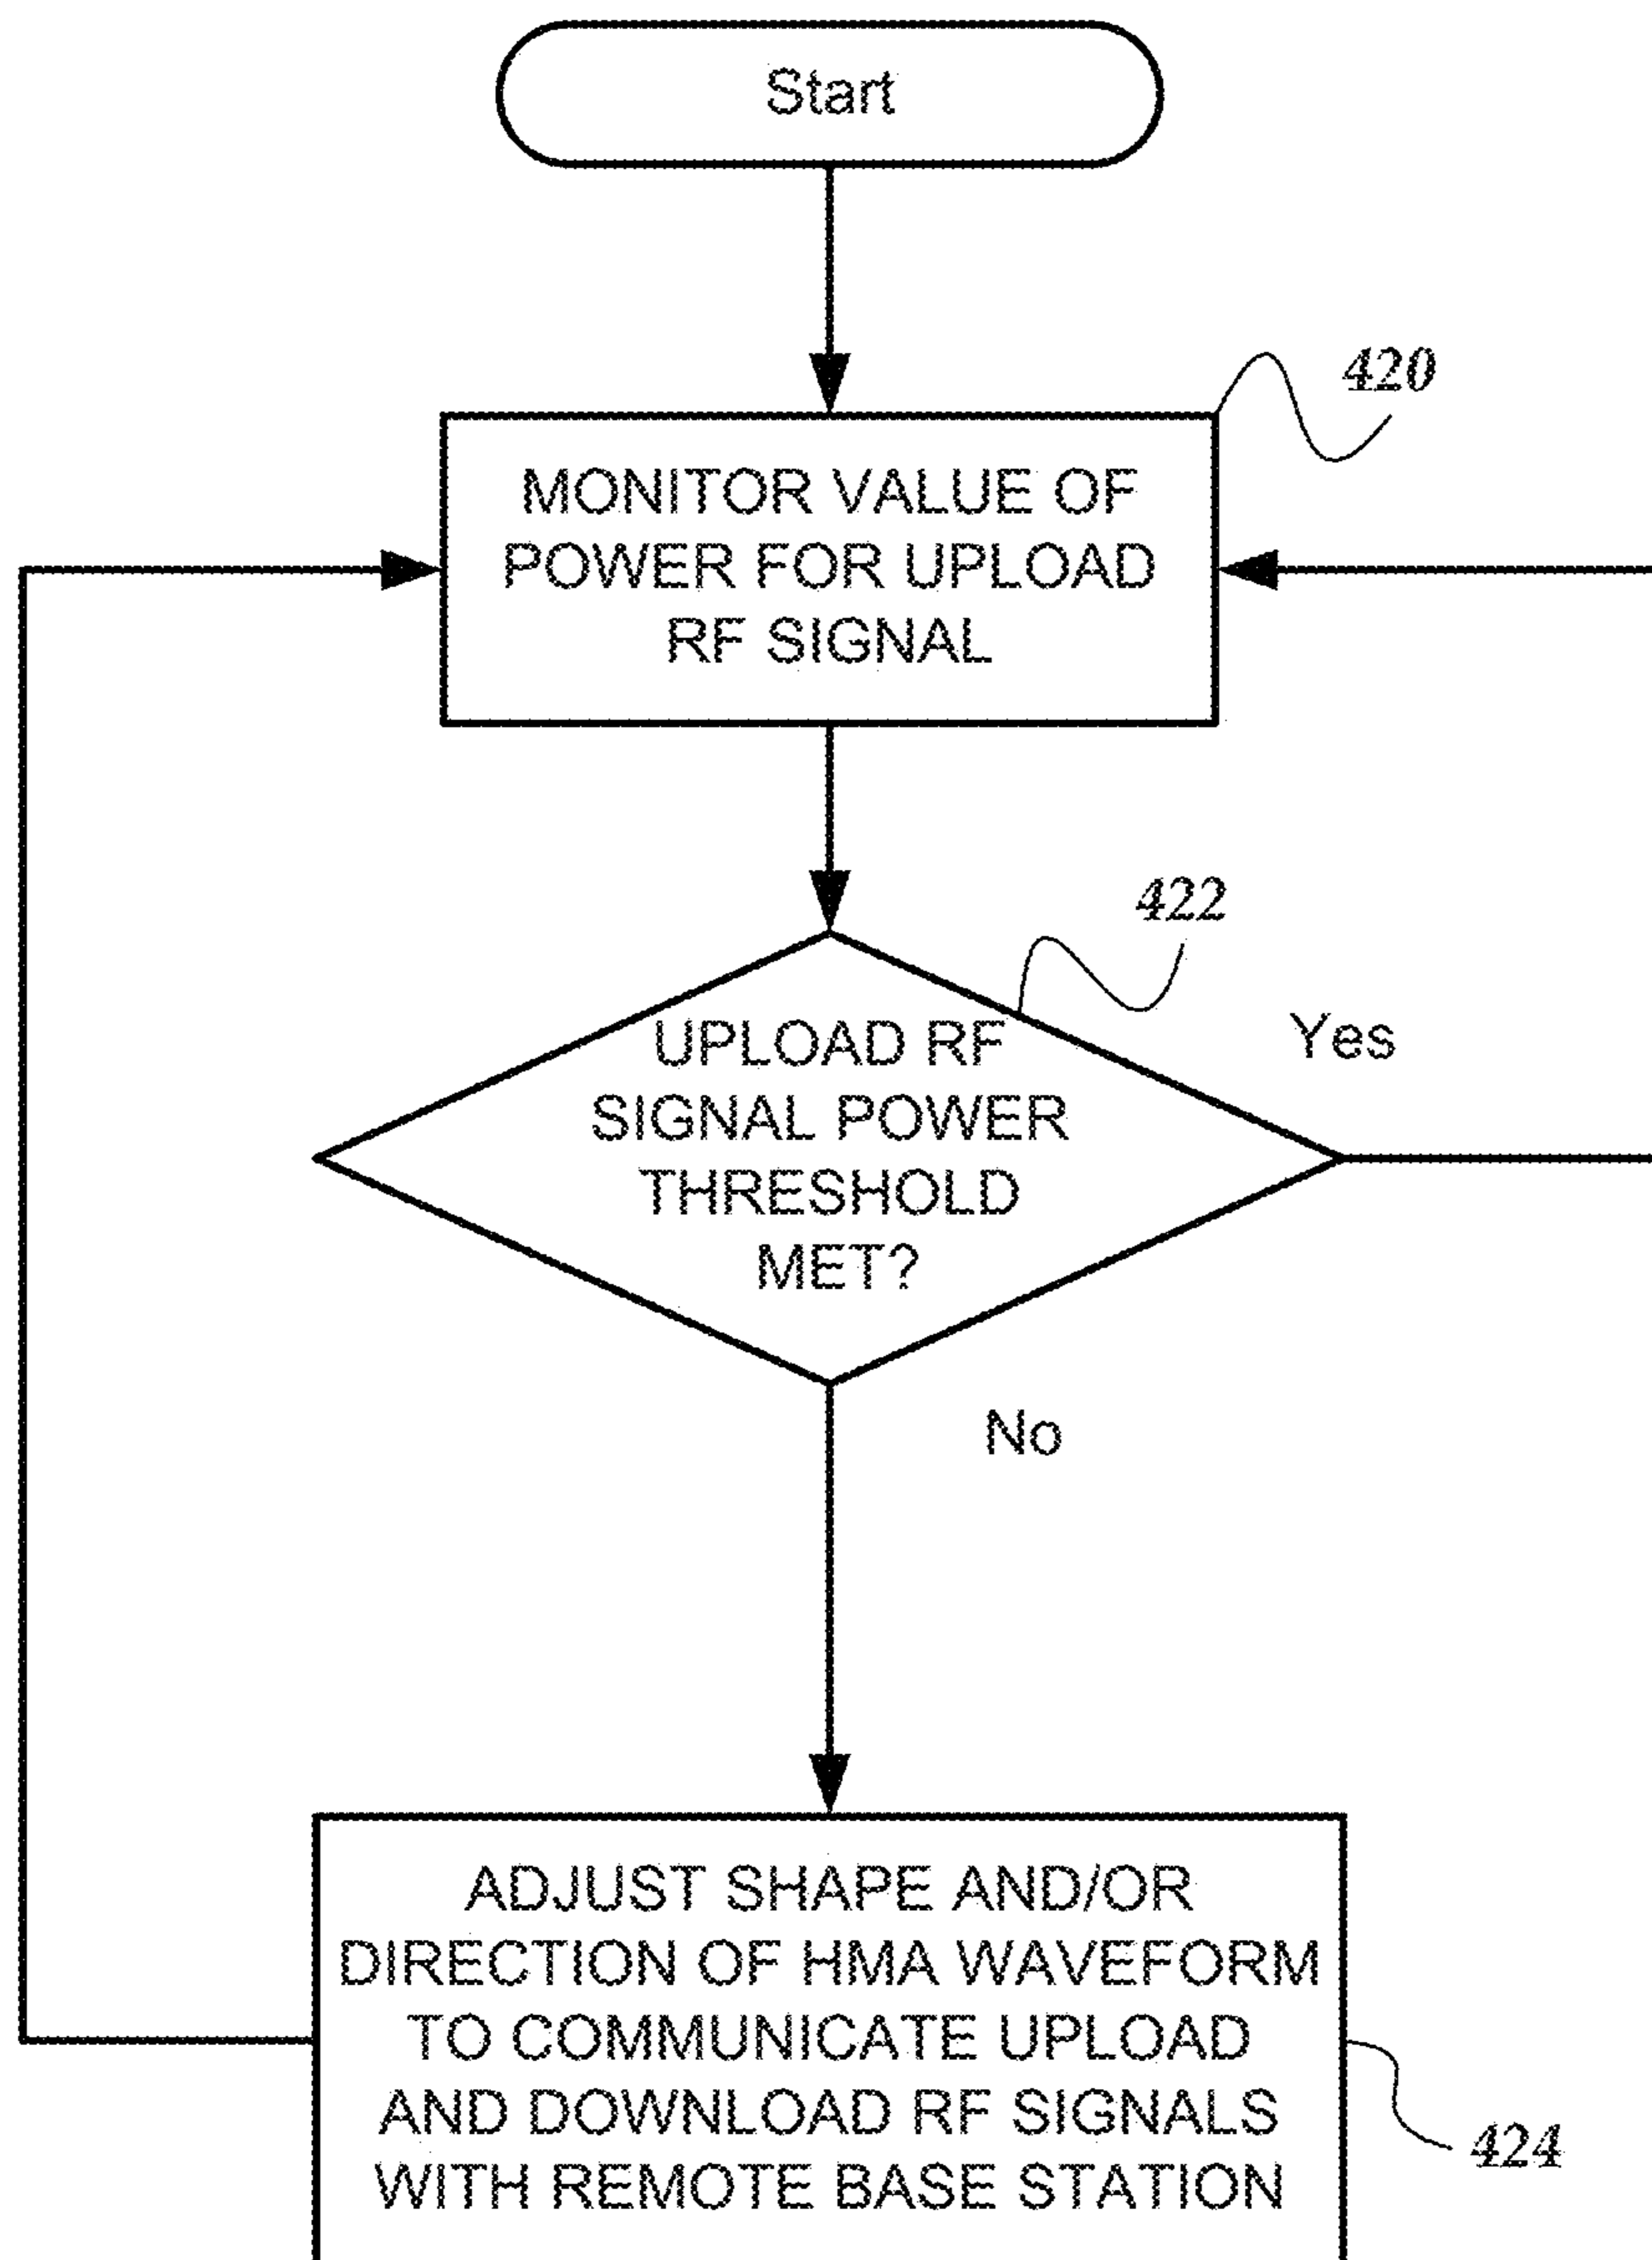 Start
420
MONITOR VALUE OF
POWER FOR UPLOAD
RF SIGNAL
422
Yes
UPLOAD RF
SIGNAL POWER
THRESHOLD
MET?
No
ADJUST SHAPE AND/OR
DIRECTION OF HMA WAVEFORM
TO COMMUNICATE UPLOAD
AND DOWNLOAD RF SIGNALS
WITH REMOTE BASE STATION
424